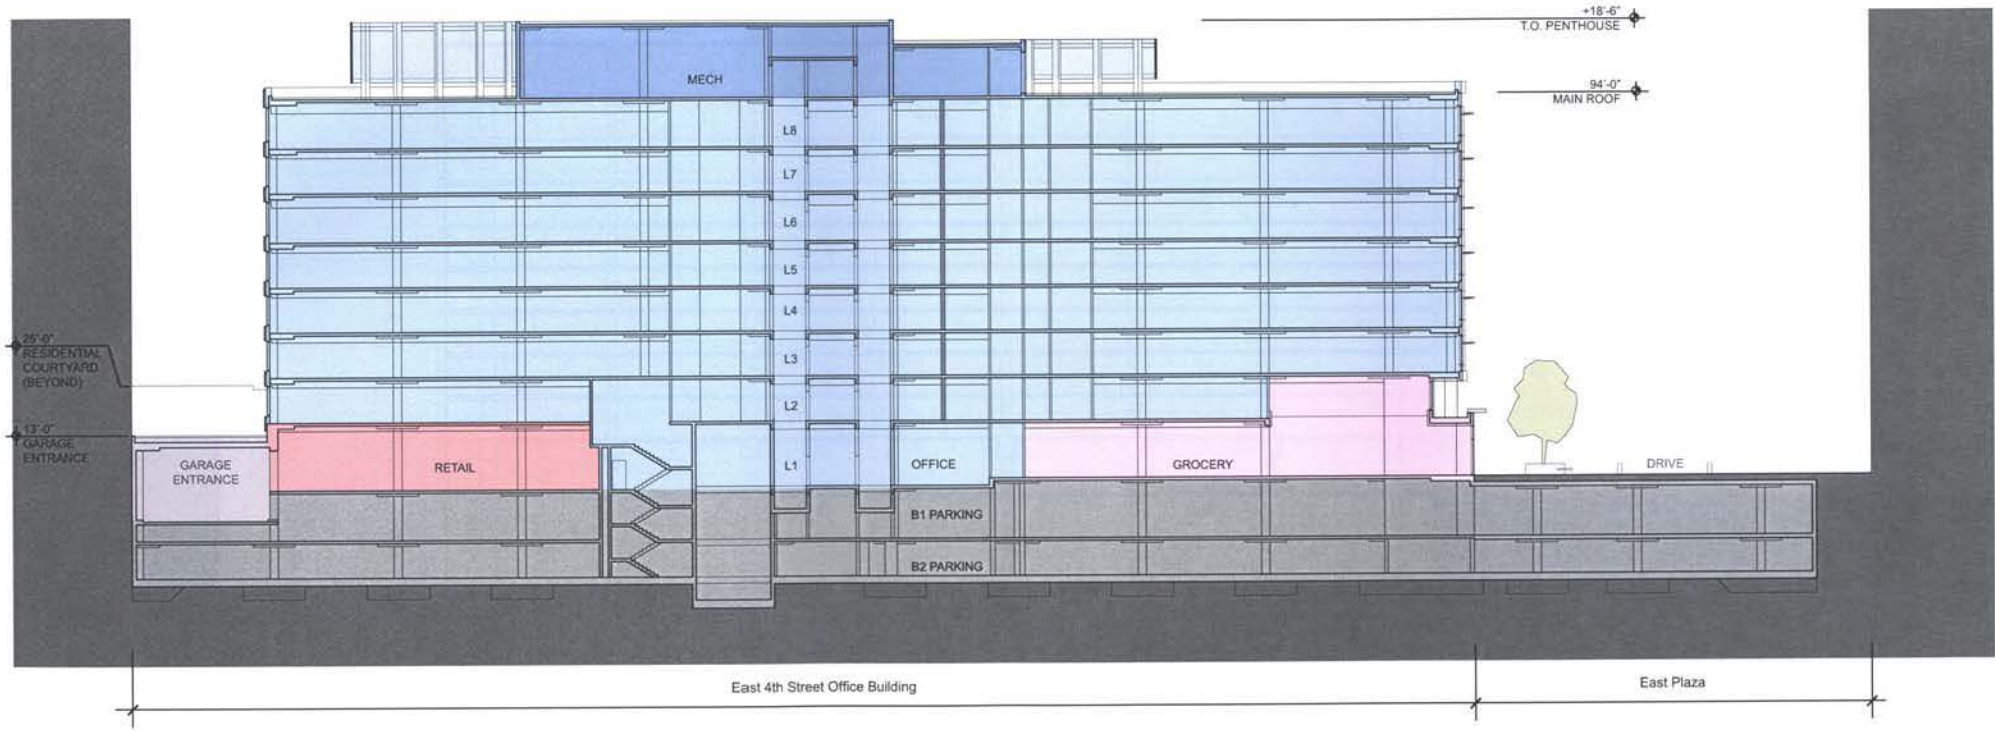 +18'-6"
T.O. PENTHOUSE
94'-0"
MAIN ROOF
MECH
L8
L7
L6
L5
L4
L3
L2
L1
25'-0"
RESIDENTIAL
COURTYARD
(BEYOND)
13'-0"
GARAGE
ENTRANCE
GARAGE
ENTRANCE
RETAIL
OFFICE
GROCERY
DRIVE
B1 PARKING
B2 PARKING
East 4th Street Office Building
East Plaza